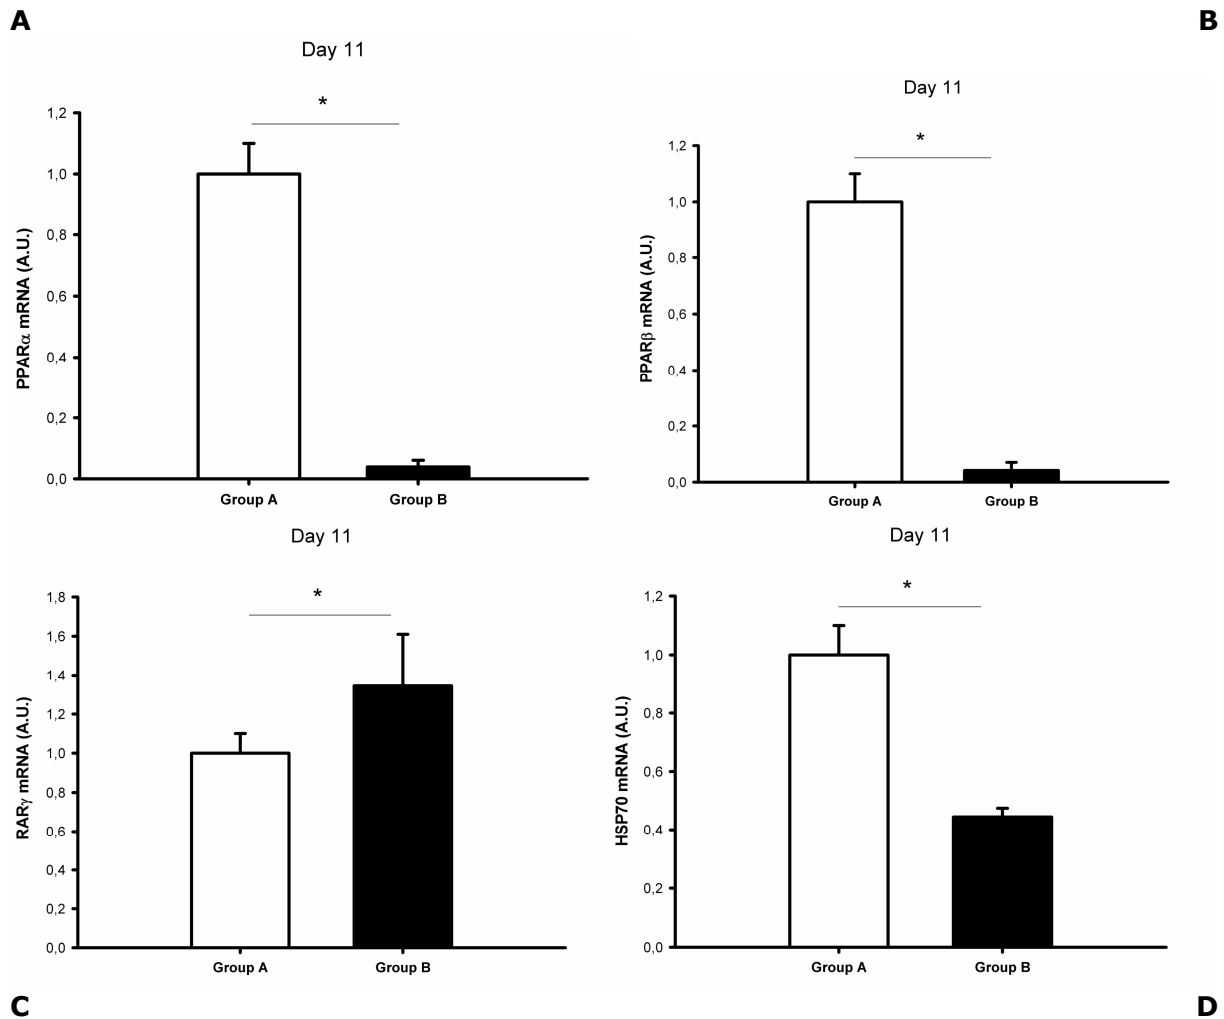 A
B
Day 11
*
1,2
1,0
0,8
0,6
0,4
0,2
0,0
PPARα mRNA (A.U.)
Group A Group B
Day 11
*
1,2
1,0
0,8
0,6
0,4
0,2
0,0
PPARβ mRNA (A.U.)
Group A Group B
Day 11
*
1,8
1,6
1,4
1,2
1,0
0,8
0,6
0,4
0,2
0,0
RARγ mRNA (A.U.)
Group A Group B
Day 11
*
1,2
1,0
0,8
0,6
0,4
0,2
0,0
HSP70 mRNA (A.U.)
Group A Group B
C
D